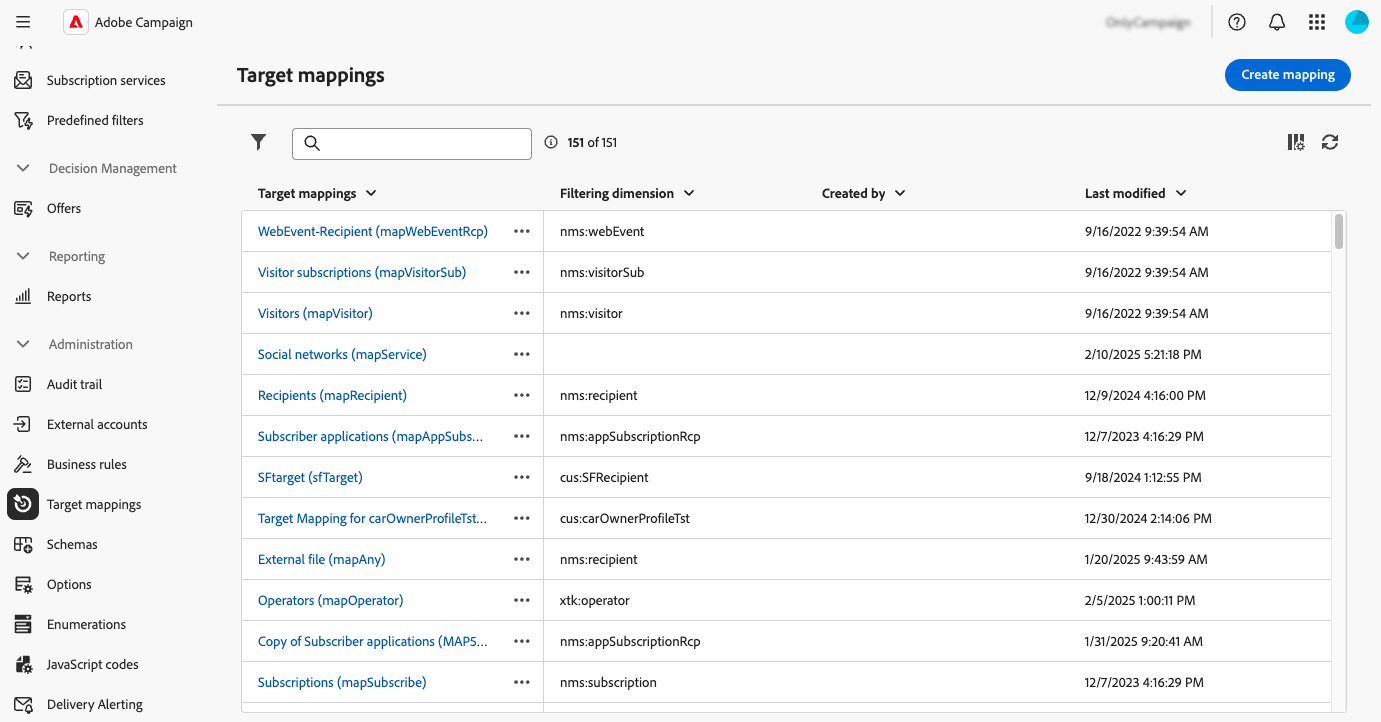 Adobe Campaign
Subscription services
Predefined filters
Decision Management
Offers
Reporting
Reports
Administration
Audit trail
External accounts
Business rules
Target mappings
Schemas
Options
Enumerations
JavaScript codes
Delivery Alerting
Target mappings
Create mapping
151 of 151
Target mappings Filtering dimension Created by Last modified
WebEvent-Recipient (mapWebEventRcp) nms:webEvent 9/16/2022 9:39:54 AM
Visitor subscriptions (mapVisitorSub) nms:visitorSub 9/16/2022 9:39:54 AM
Visitors (mapVisitor) nms:visitor 9/16/2022 9:39:54 AM
Social networks (mapService) 2/10/2025 5:21:18 PM
Recipients (mapRecipient) nms:recipient 12/9/2024 4:16:00 PM
Subscriber applications (mapAppSubs... nms:appSubscriptionRcp 12/7/2023 4:16:29 PM
SFtarget (sfTarget) cus:SFRecipient 9/18/2024 1:12:55 PM
Target Mapping for carOwnerProfileTst... cus:carOwnerProfileTst 12/30/2024 2:14:06 PM
External file (mapAny) nms:recipient 1/20/2025 9:43:59 AM
Operators (mapOperator) xtk:operator 2/5/2025 1:00:11 PM
Copy of Subscriber applications (MAPS... nms:appSubscriptionRcp 1/31/2025 9:20:41 AM
Subscriptions (mapSubscribe) nms:subscription 12/7/2023 4:16:29 PM